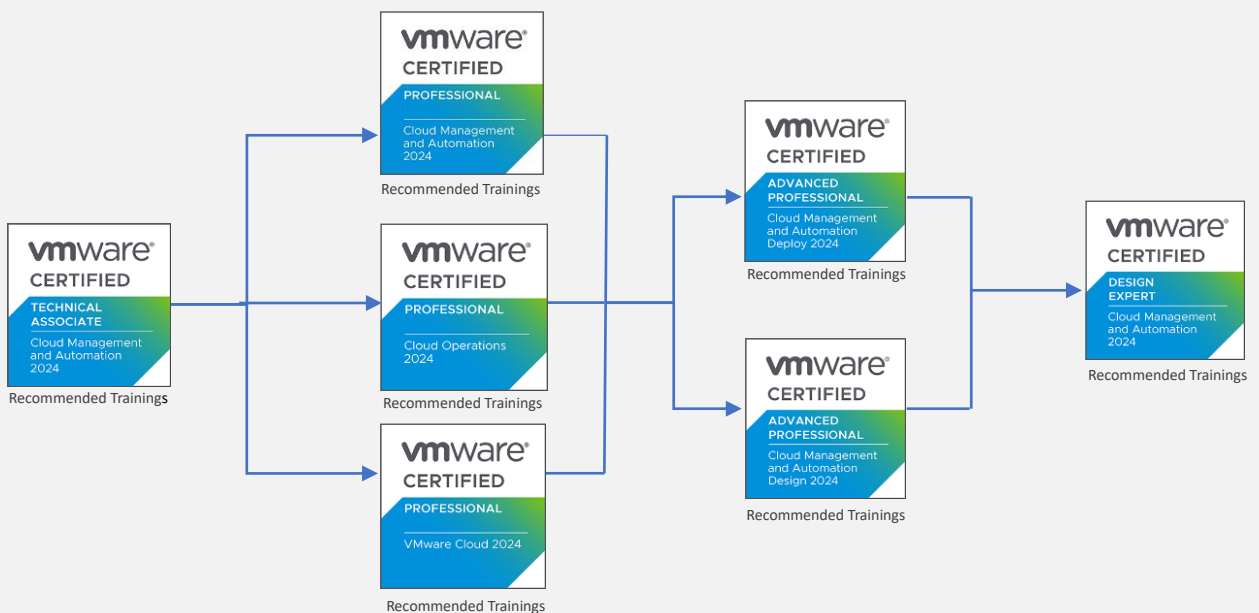 vmware®
CERTIFIED
TECHNICAL
ASSOCIATE
Cloud Management
and Automation
2024
Recommended Trainings
vmware®
CERTIFIED
PROFESSIONAL
Cloud Management
and Automation
2024
Recommended Trainings
vmware®
CERTIFIED
PROFESSIONAL
Cloud Operations
2024
Recommended Trainings
vmware®
CERTIFIED
PROFESSIONAL
VMware Cloud 2024
Recommended Trainings
vmware®
CERTIFIED
ADVANCED
PROFESSIONAL
Cloud Management
and Automation
Deploy 2024
Recommended Trainings
vmware®
CERTIFIED
ADVANCED
PROFESSIONAL
Cloud Management
and Automation
Design 2024
Recommended Trainings
vmware®
CERTIFIED
DESIGN
EXPERT
Cloud Management
and Automation
2024
Recommended Trainings